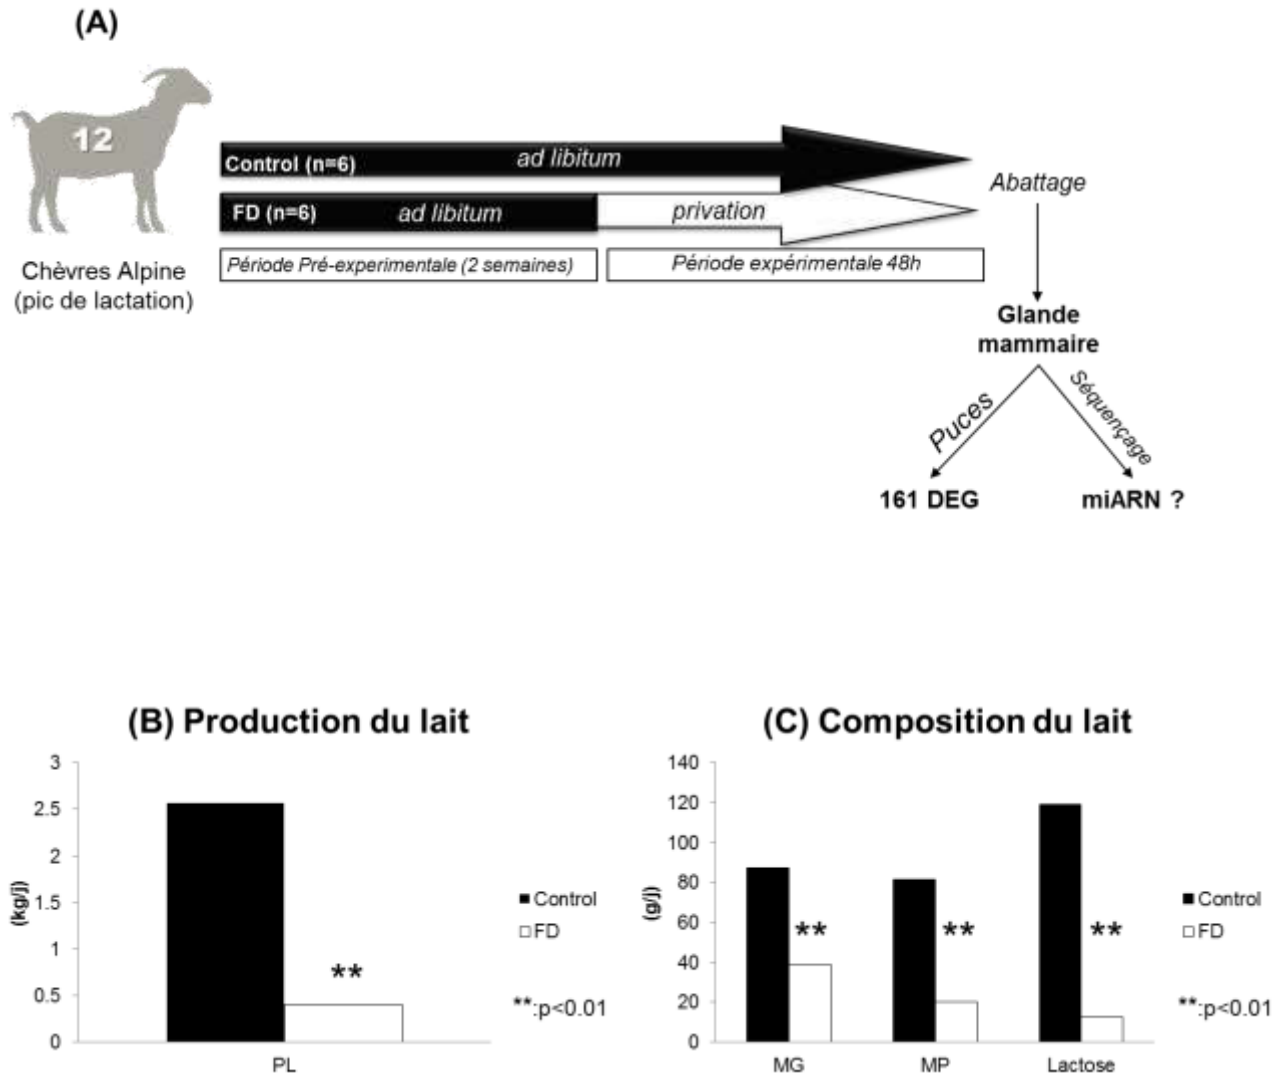 (A)
12
Control (n=6)
ad libitum
FD (n=6)
ad libitum
privation
Période Pré-experimentale (2 semaines)
Période expérimentale 48h
Chèvres Alpine
(pic de lactation)
Abattage
Glande
mammaire
Puces
Séquençage
161 DEG
miARN ?
(B) Production du lait
(kg/j)
3
2.5
2
1.5
1
0.5
0
**
PL
Control
FD
**:p<0.01
(C) Composition du lait
(g/j)
140
120
100
80
60
40
20
0
**
**
**
MG
MP
Lactose
Control
FD
**:p<0.01